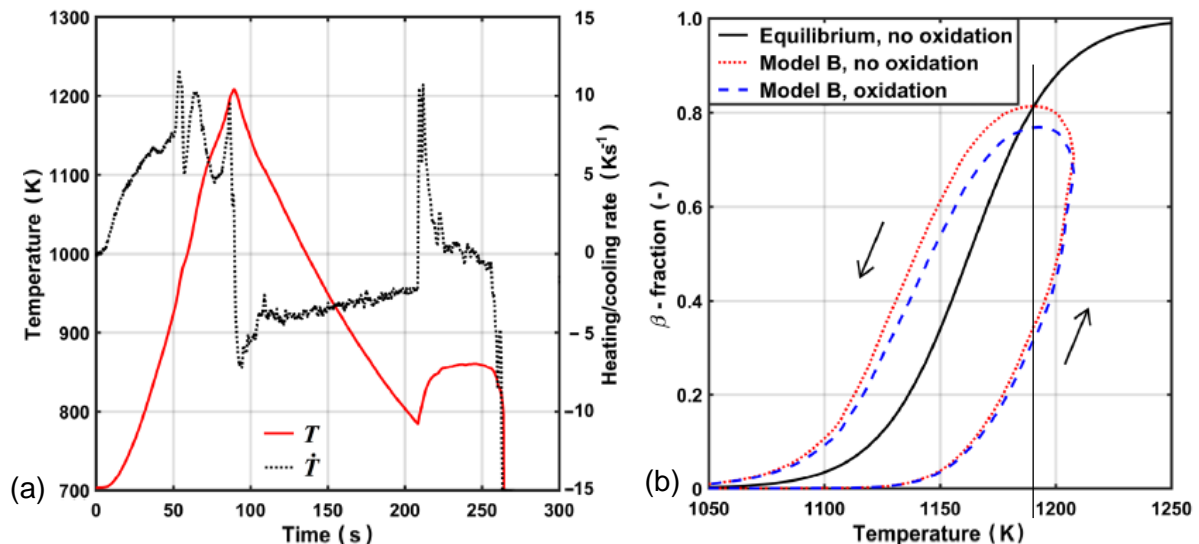 1300
1200
1100
1000
900
800
700
Temperature (K)
15
10
5
0
−5
−10
−15
Heating/cooling rate (Ks⁻¹)
T
Ṫ
0
50
100
150
200
250
300
Time (s)
(a)
1.0
0.8
0.6
0.4
0.2
0
β - fraction (-)
Equilibrium, no oxidation
Model B, no oxidation
Model B, oxidation
1050
1100
1150
1200
1250
Temperature (K)
(b)